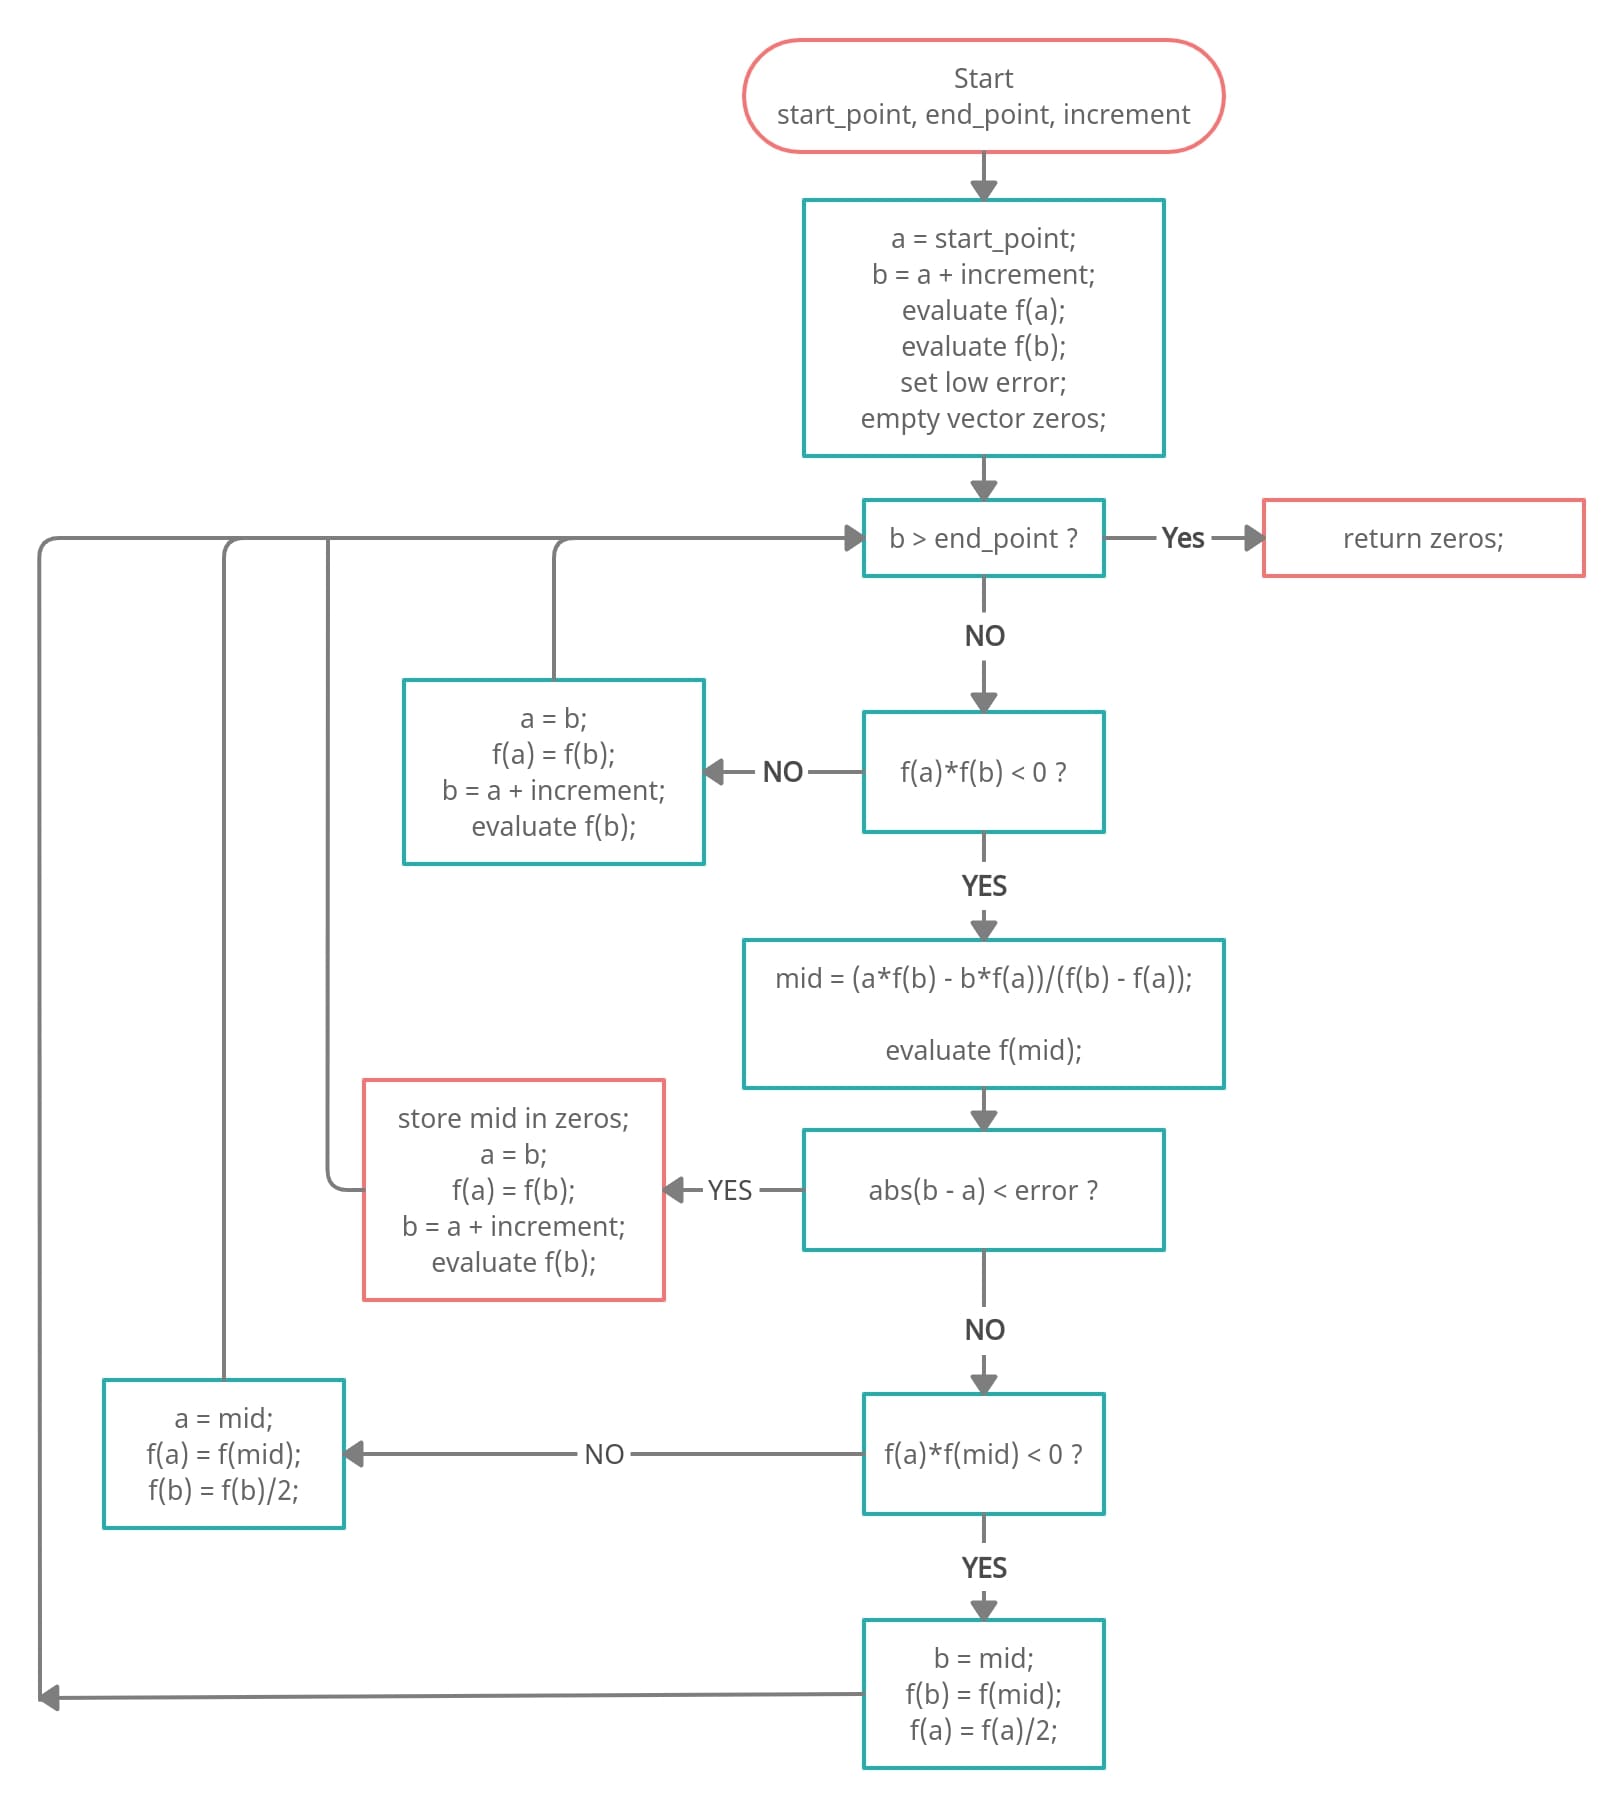 Start
start_point, end_point, increment
a = start_point;
b = a + increment;
evaluate f(a);
evaluate f(b);
set low error;
empty vector zeros;
b > end_point ?
Yes
return zeros;
NO
f(a)*f(b) < 0 ?
NO
a = b;
f(a) = f(b);
b = a + increment;
evaluate f(b);
YES
mid = (a*f(b) - b*f(a))/(f(b) - f(a));
evaluate f(mid);
abs(b - a) < error ?
YES
store mid in zeros;
a = b;
f(a) = f(b);
b = a + increment;
evaluate f(b);
NO
f(a)*f(mid) < 0 ?
NO
a = mid;
f(a) = f(mid);
f(b) = f(b)/2;
YES
b = mid;
f(b) = f(mid);
f(a) = f(a)/2;